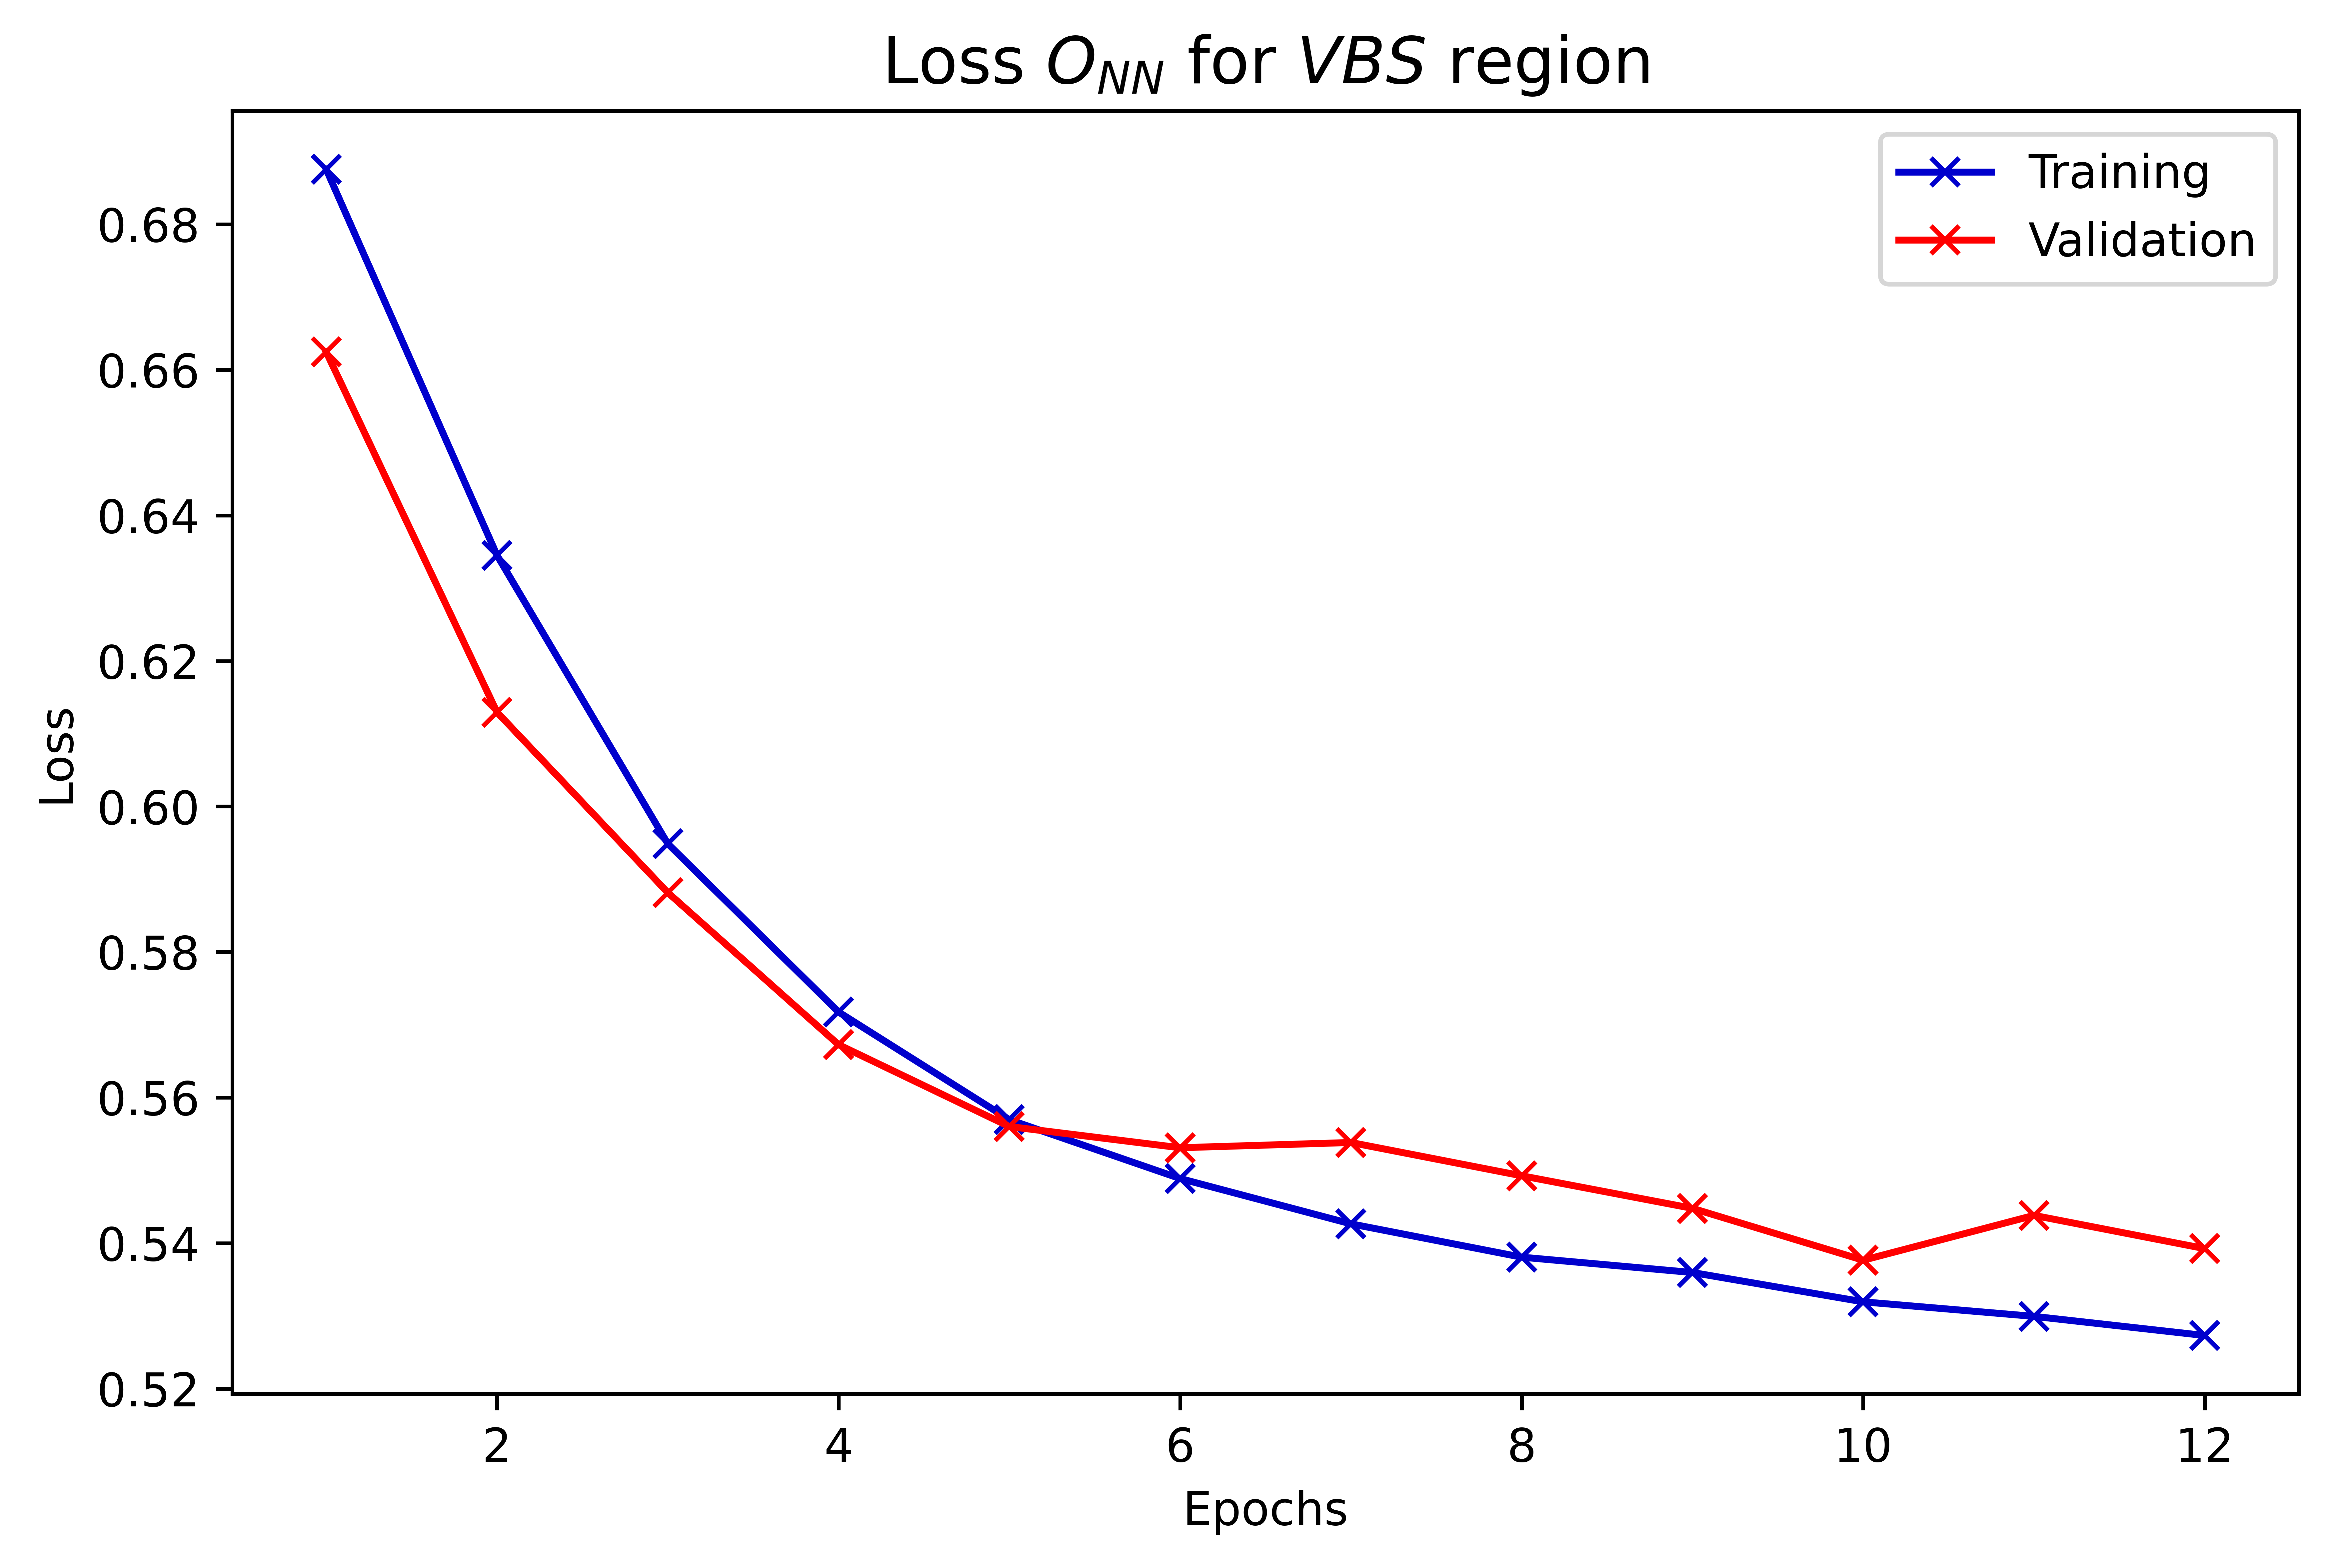 Loss O_NN for VBS region
Training
Validation
0.68
0.66
0.64
0.62
0.60
0.58
0.56
0.54
0.52
Loss
2 4 6 8 10 12
Epochs